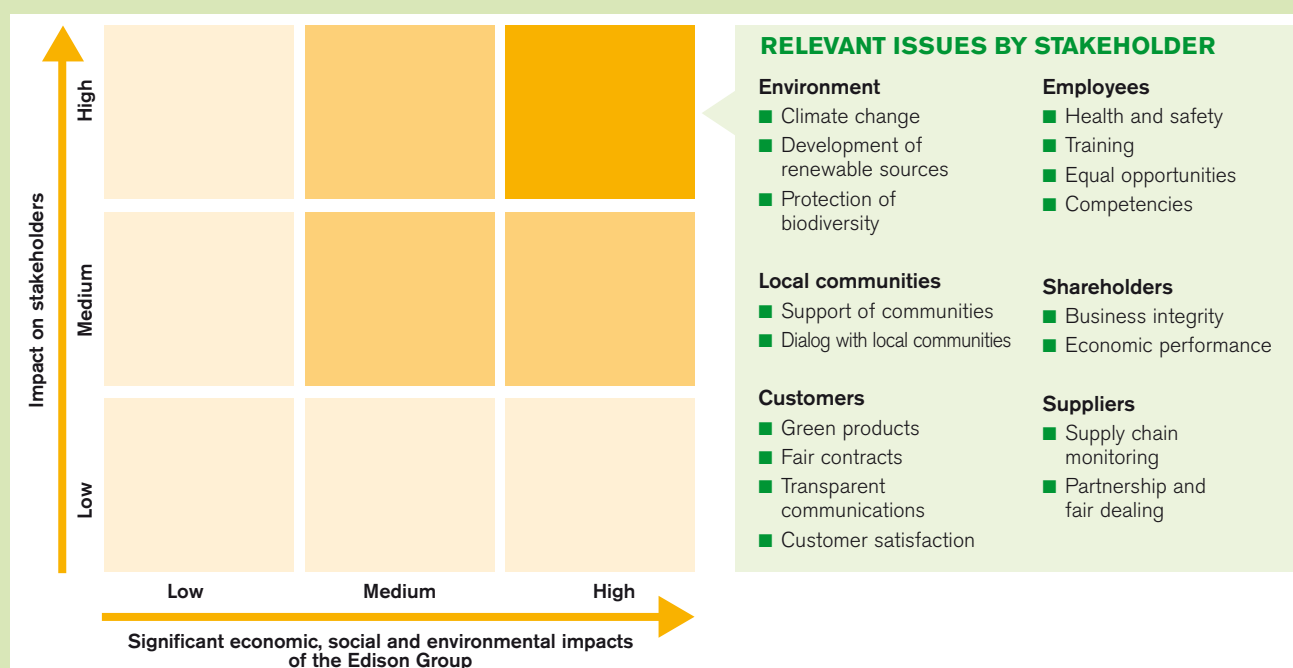 High
Medium
Low
Impact on stakeholders
Low
Medium
High
Significant economic, social and environmental impacts
of the Edison Group
RELEVANT ISSUES BY STAKEHOLDER
Environment
Climate change
Development of
renewable sources
Protection of
biodiversity
Local communities
Support of communities
Dialog with local communities
Customers
Green products
Fair contracts
Transparent
communications
Customer satisfaction
Employees
Health and safety
Training
Equal opportunities
Competencies
Shareholders
Business integrity
Economic performance
Suppliers
Supply chain
monitoring
Partnership and
fair dealing